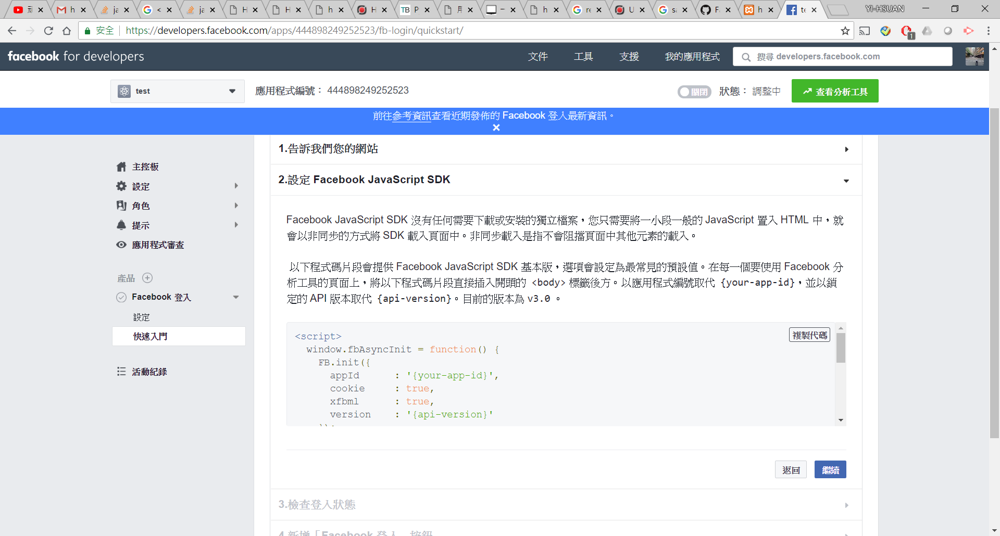 YI-HSUAN
安全
https://developers.facebook.com/apps/444898249252523/fb-login/quickstart/
1
facebook for developers
文件
工具
支援
我的應用程式
搜尋 developers.facebook.com
test
應用程式編號： 444898249252523
關閉
狀態： 調整中
查看分析工具
前往參考資訊查看近期發佈的 Facebook 登入最新資訊。
主控板
設定
角色
提示
應用程式審查
產品
Facebook 登入
設定
快速入門
活動紀錄
1.告訴我們您的網站
2.設定 Facebook JavaScript SDK
Facebook JavaScript SDK 沒有任何需要下載或安裝的獨立檔案，您只需要將一小段一般的 JavaScript 置入 HTML 中，就
會以非同步的方式將 SDK 載入頁面中。非同步載入是指不會阻擋頁面中其他元素的載入。
以下程式碼片段會提供 Facebook JavaScript SDK 基本版，選項會設定為最常見的預設值。在每一個要使用 Facebook 分
析工具的頁面上，將以下程式碼片段直接插入開頭的 <body> 標籤後方。以應用程式編號取代 {your-app-id}，並以鎖
定的 API 版本取代 {api-version}。目前的版本為 v3.0 。
複製代碼
<script>
window.fbAsyncInit = function() {
FB.init({
appId : '{your-app-id}',
cookie : true,
xfbml : true,
version : '{api-version}'
返回
繼續
3.檢查登入狀態
4.新增「Facebook 登入」按鈕